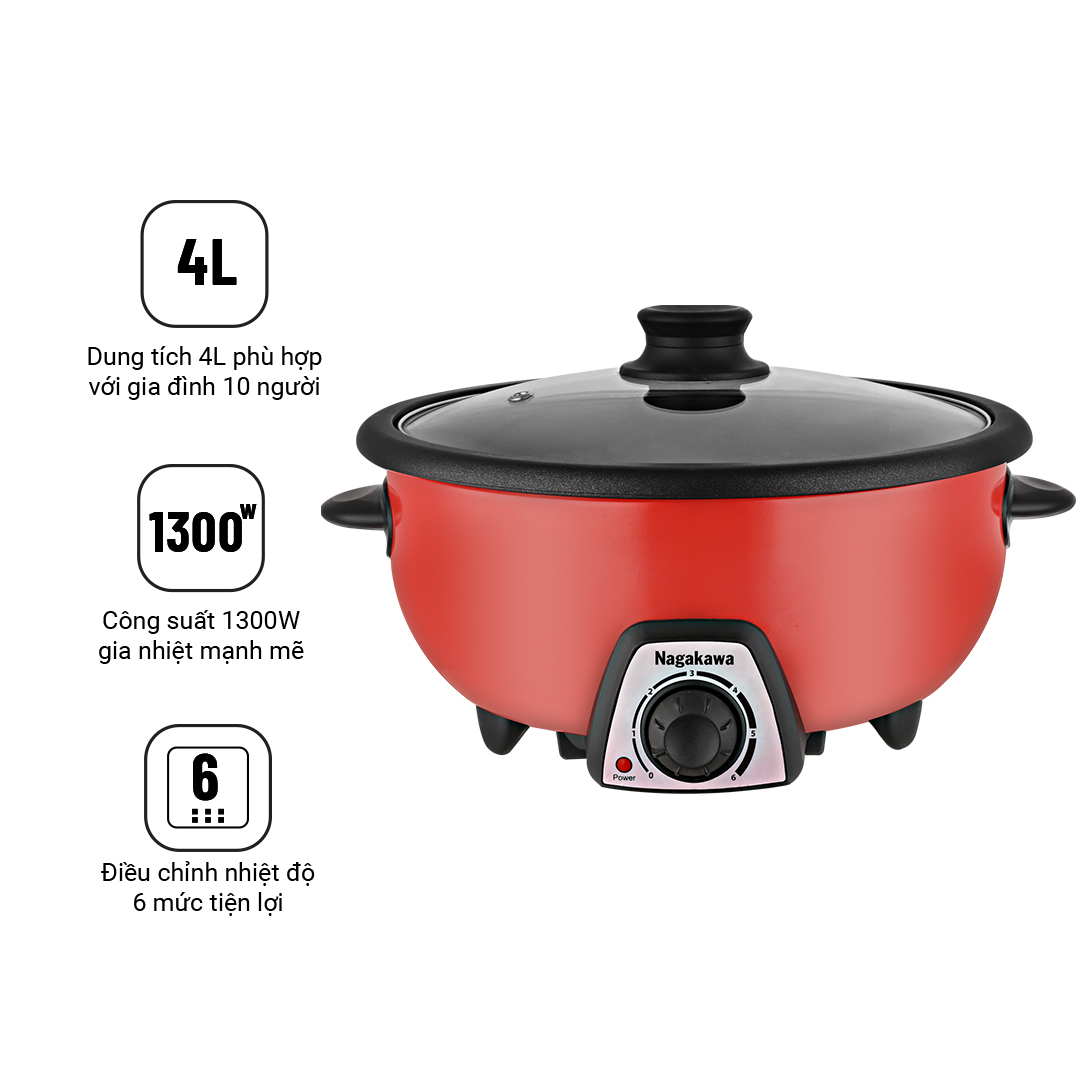 4L
Dung tích 4L phù hợp
với gia đình 10 người
1300W
Công suất 1300W
gia nhiệt mạnh mẽ
6
Điều chỉnh nhiệt độ
6 mức tiện lợi
Nagakawa
0 1 2 3 4 5 6
Power